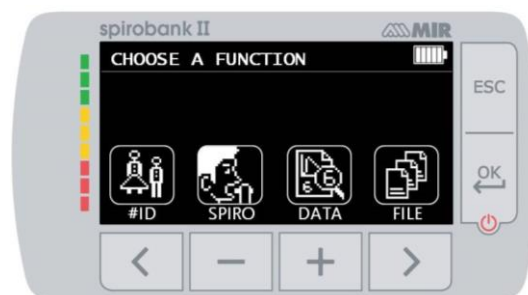 spirobank II MIR
CHOOSE A FUNCTION
ESC
OK
#ID SPIRO DATA FILE
< − + >